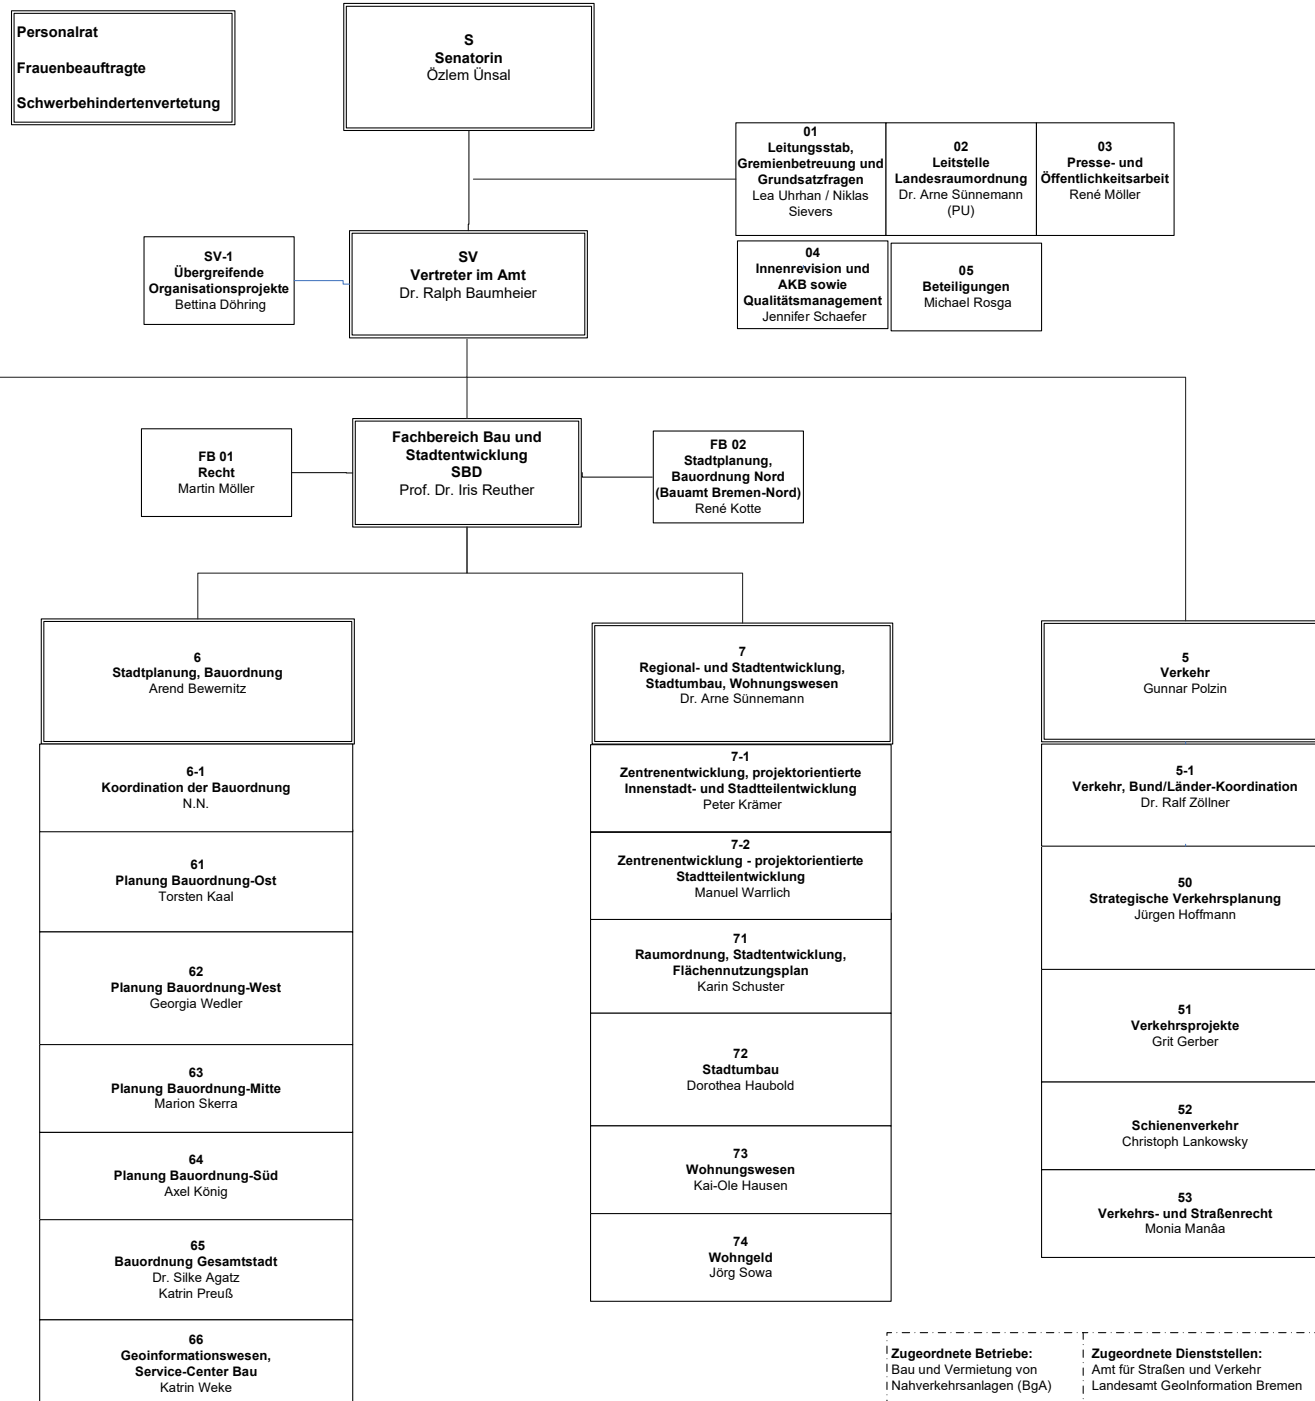 Personalrat
Frauenbeauftragte
Schwerbehindertenvertetung
S
Senatorin
Özlem Ünsal
01
Leitungsstab,
Gremienbetreuung und
Grundsatzfragen
Lea Uhrhan / Niklas
Sievers
02
Leitstelle
Landesraumordnung
Dr. Arne Sünnemann
(PU)
03
Presse- und
Öffentlichkeitsarbeit
René Möller
04
Innenrevision und
AKB sowie
Qualitätsmanagement
Jennifer Schaefer
05
Beteiligungen
Michael Rosga
SV-1
Übergreifende
Organisationsprojekte
Bettina Döhring
SV
Vertreter im Amt
Dr. Ralph Baumheier
FB 01
Recht
Martin Möller
Fachbereich Bau und
Stadtentwicklung
SBD
Prof. Dr. Iris Reuther
FB 02
Stadtplanung,
Bauordnung Nord
(Bauamt Bremen-Nord)
René Kotte
6
Stadtplanung, Bauordnung
Arend Bewernitz
6-1
Koordination der Bauordnung
N.N.
61
Planung Bauordnung-Ost
Torsten Kaal
62
Planung Bauordnung-West
Georgia Wedler
63
Planung Bauordnung-Mitte
Marion Skerra
64
Planung Bauordnung-Süd
Axel König
65
Bauordnung Gesamtstadt
Dr. Silke Agatz
Katrin Preuß
66
Geoinformationswesen,
Service-Center Bau
Katrin Weke
7
Regional- und Stadtentwicklung,
Stadtumbau, Wohnungswesen
Dr. Arne Sünnemann
7-1
Zentrenentwicklung, projektorientierte
Innenstadt- und Stadtteilentwicklung
Peter Krämer
7-2
Zentrenentwicklung - projektorientierte
Stadtteilentwicklung
Manuel Warrlich
71
Raumordnung, Stadtentwicklung,
Flächennutzungsplan
Karin Schuster
72
Stadtumbau
Dorothea Haubold
73
Wohnungswesen
Kai-Ole Hausen
74
Wohngeld
Jörg Sowa
5
Verkehr
Gunnar Polzin
5-1
Verkehr, Bund/Länder-Koordination
Dr. Ralf Zöllner
50
Strategische Verkehrsplanung
Jürgen Hoffmann
51
Verkehrsprojekte
Grit Gerber
52
Schienenverkehr
Christoph Lankowsky
53
Verkehrs- und Straßenrecht
Monia Manâa
Zugeordnete Betriebe:
Bau und Vermietung von
Nahverkehrsanlagen (BgA)
Zugeordnete Dienststellen:
Amt für Straßen und Verkehr
Landesamt GeoInformation Bremen